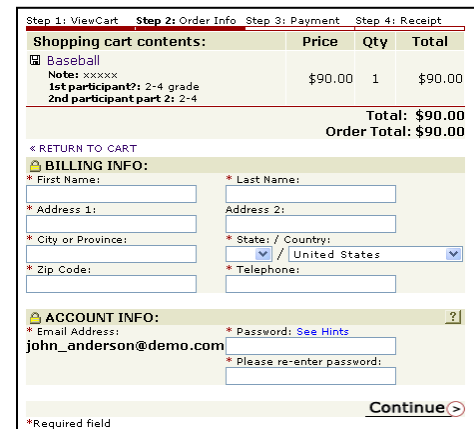 Step 1: ViewCart Step 2: Order Info Step 3: Payment Step 4: Receipt
Shopping cart contents: Price Qty Total
Baseball
Note: xxxxx
1st participant?: 2-4 grade
2nd participant part 2: 2-4
$90.00 1 $90.00
Total: $90.00
Order Total: $90.00
« RETURN TO CART
BILLING INFO:
* First Name: * Last Name:
* Address 1: Address 2:
* City or Province: * State: / Country:
/ United States
* Zip Code: * Telephone:
ACCOUNT INFO: ?
* Email Address: * Password: See Hints
john_anderson@demo.com
* Please re-enter password:
Continue >
*Required field